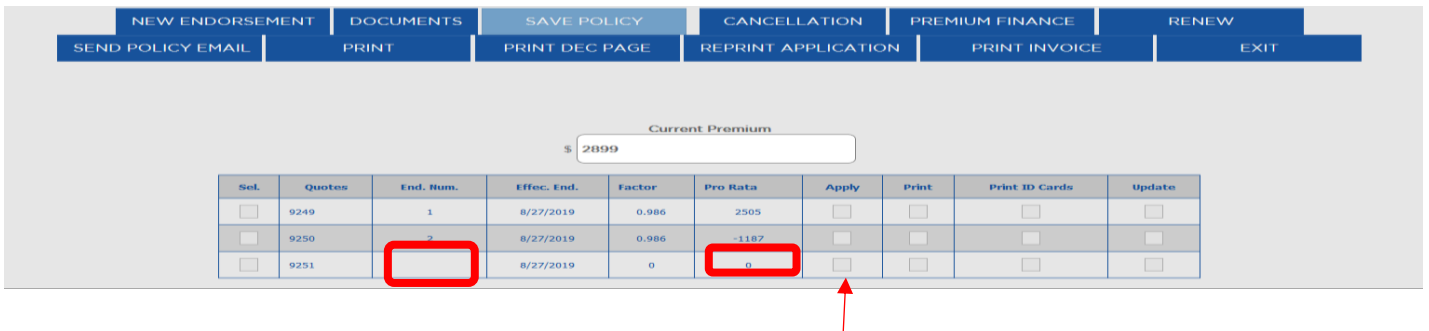 NEW ENDORSEMENT DOCUMENTS SAVE POLICY CANCELLATION PREMIUM FINANCE RENEW
SEND POLICY EMAIL PRINT PRINT DEC PAGE REPRINT APPLICATION PRINT INVOICE EXIT
Current Premium
$ 2899
Sel. Quotes End. Num. Effec. End. Factor Pro Rata Apply Print Print ID Cards Update
9249 1 8/27/2019 0.986 2505
9250 2 8/27/2019 0.986 -1187
9251 8/27/2019 0 0